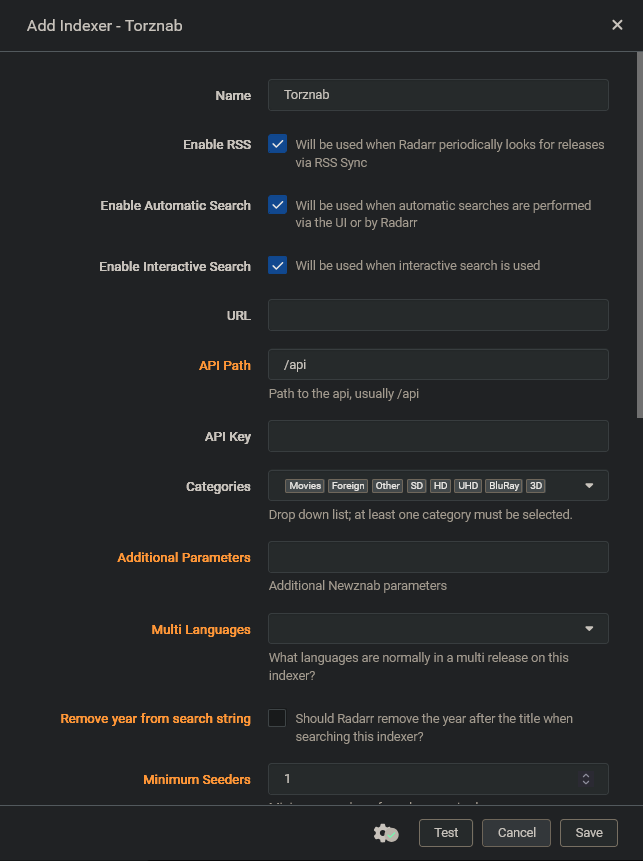 Add Indexer - Torznab
Name
Torznab
Enable RSS
Will be used when Radarr periodically looks for releases
via RSS Sync
Enable Automatic Search
Will be used when automatic searches are performed
via the UI or by Radarr
Enable Interactive Search
Will be used when interactive search is used
URL
API Path
/api
Path to the api, usually /api
API Key
Categories
Movies Foreign Other SD HD UHD BluRay 3D
Drop down list; at least one category must be selected.
Additional Parameters
Additional Newznab parameters
Multi Languages
What languages are normally in a multi release on this
indexer?
Remove year from search string
Should Radarr remove the year after the title when
searching this indexer?
Minimum Seeders
1
Test
Cancel
Save